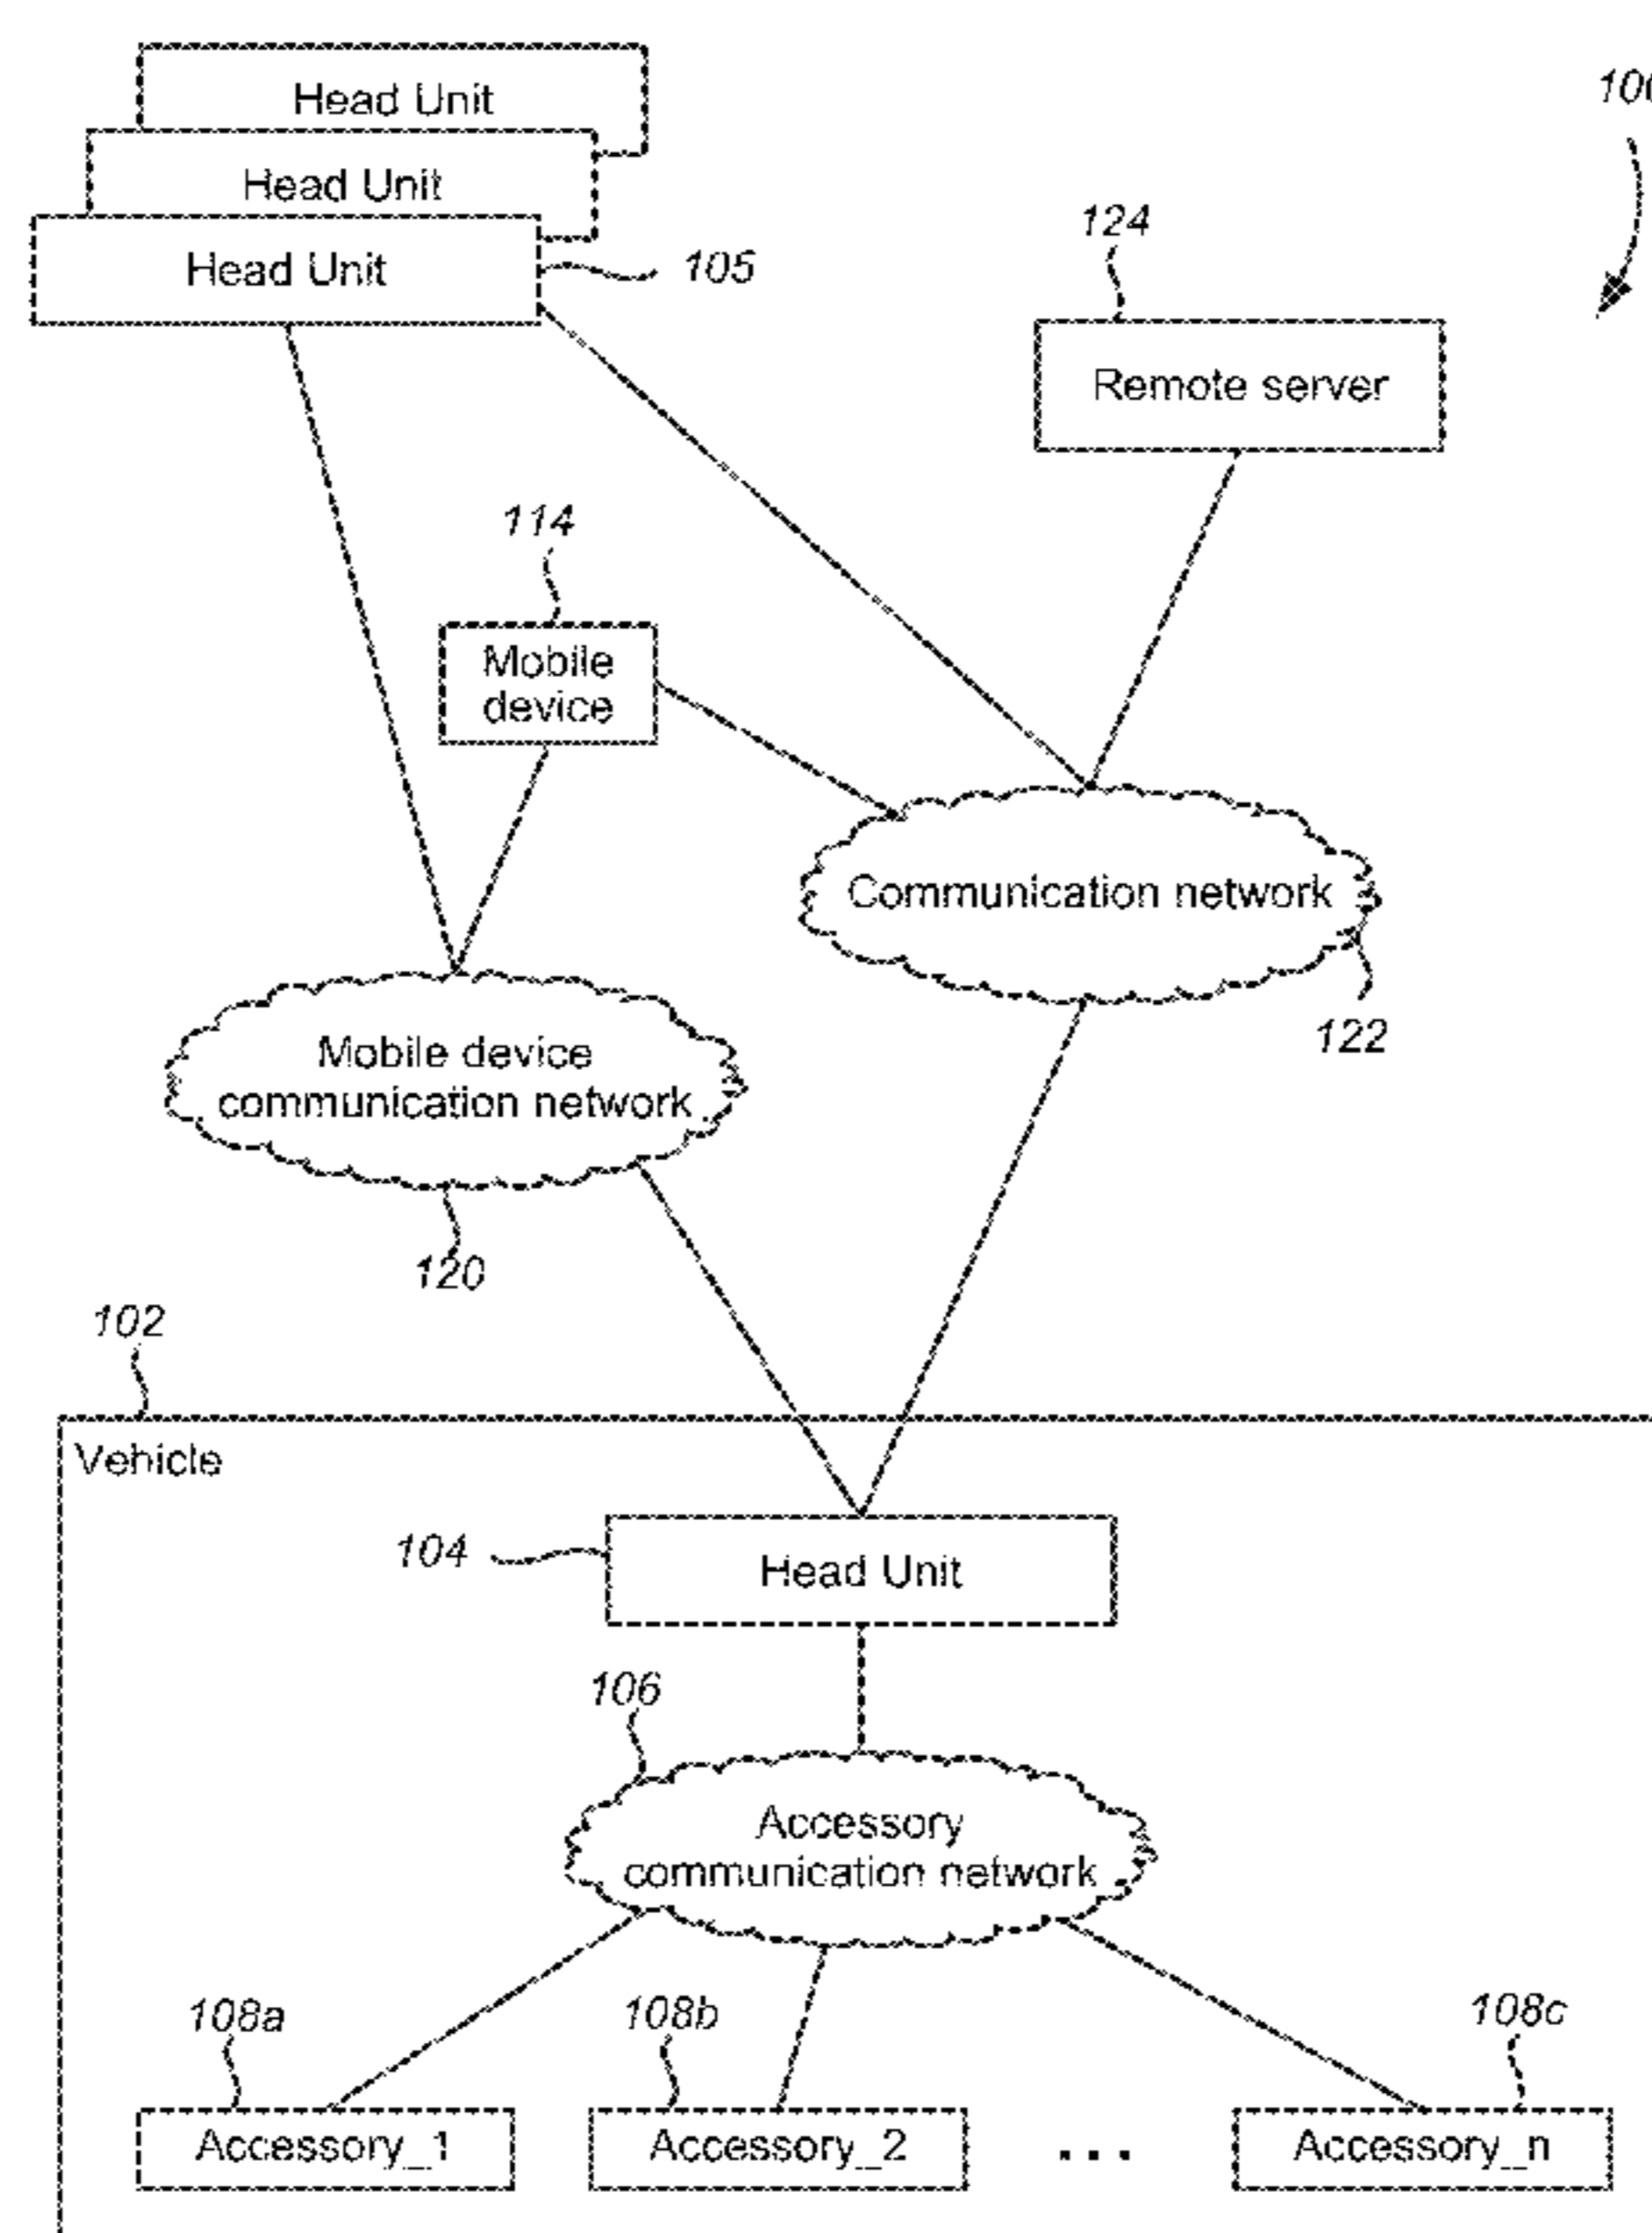 Head Unit
100
Head Unit
124
Head Unit
105
Remote server
114
Mobile
device
Communication network
122
Mobile device
communication network
120
102
Vehicle
104
Head Unit
106
Accessory
communication network
108a
108b
108c
Accessory_1
Accessory_2
...
Accessory_n